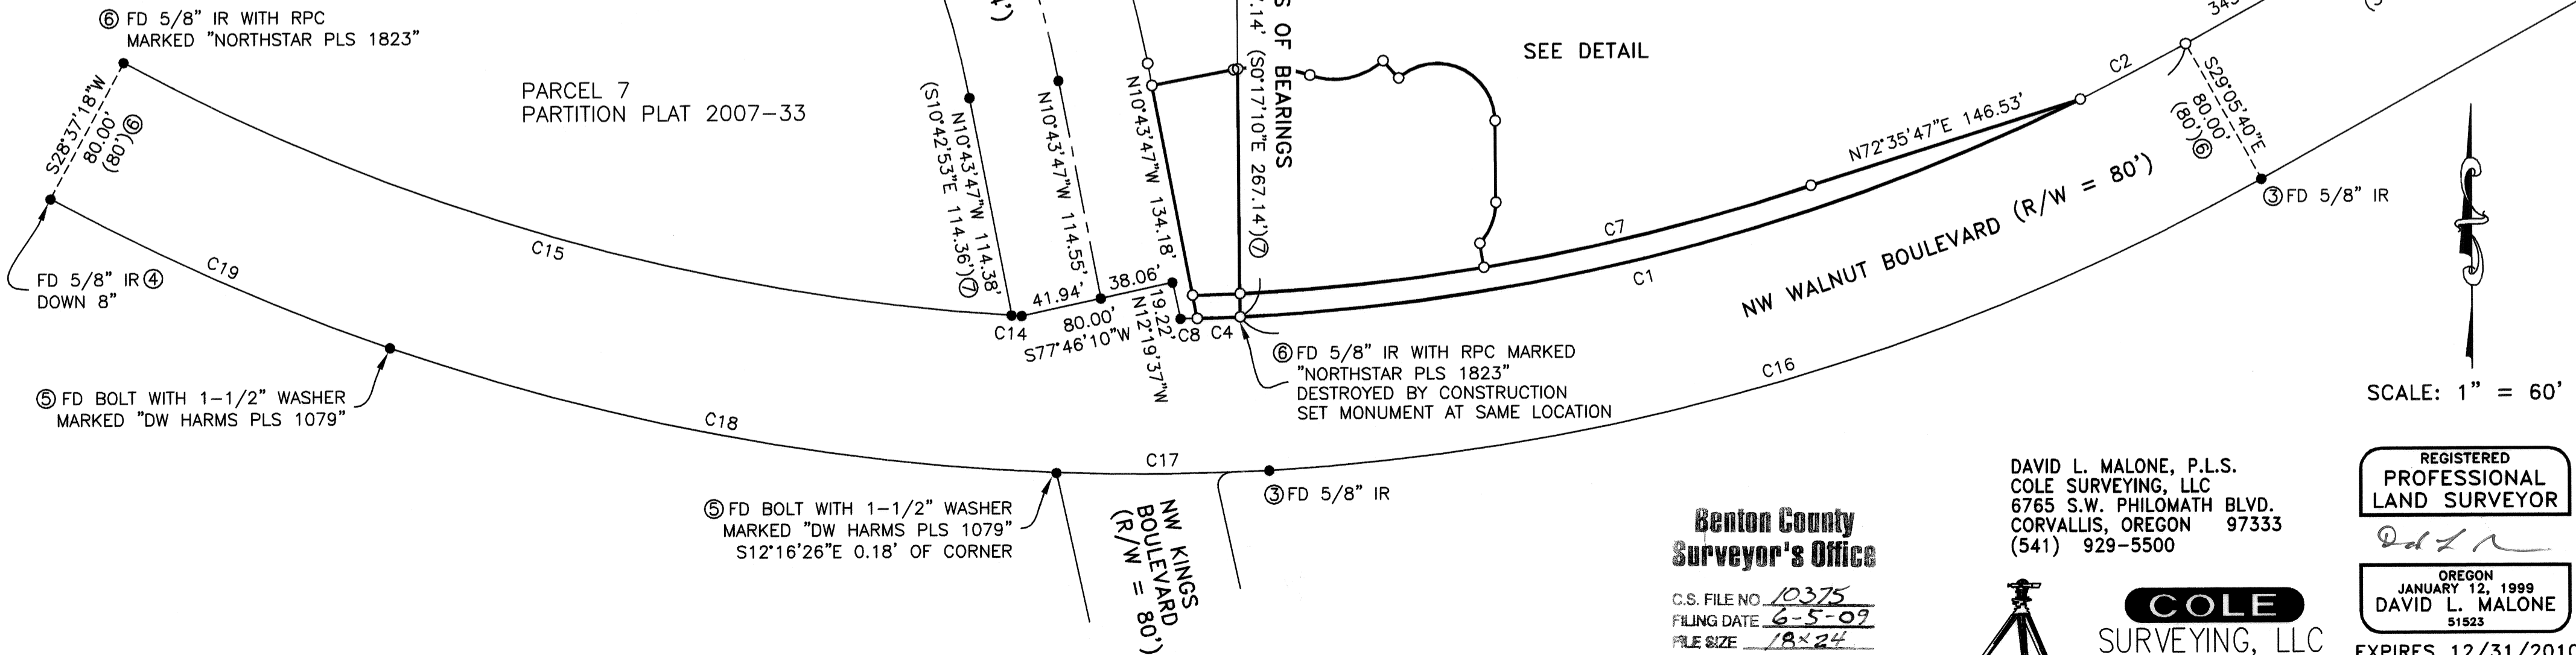 ⑥ FD 5/8" IR WITH RPC
MARKED "NORTHSTAR PLS 1823"
S28°37'18"W
80.00'
(80')⑥
PARCEL 7
PARTITION PLAT 2007-33
FD 5/8" IR④
DOWN 8"
C19
C15
⑤ FD BOLT WITH 1-1/2" WASHER
MARKED "DW HARMS PLS 1079"
C18
N10°43'47"W 114.38'
(S10°42'53"E 114.36')⑦
N10°43'47"W 114.55'
N10°43'47"W 134.18'
S OF BEARINGS
(S0°17'10"E 267.14')⑦
SEE DETAIL
C14
41.94'
38.06'
80.00'
S77°46'10"W
19.22'
N12°19'37"W
C8
C4
⑥ FD 5/8" IR WITH RPC MARKED
"NORTHSTAR PLS 1823"
DESTROYED BY CONSTRUCTION
SET MONUMENT AT SAME LOCATION
C7
C1
N72°35'47"E 146.53'
C2
S29°05'40"E
80.00'
(80')⑥
③FD 5/8" IR
NW WALNUT BOULEVARD (R/W = 80')
C16
C17
③FD 5/8" IR
⑤ FD BOLT WITH 1-1/2" WASHER
MARKED "DW HARMS PLS 1079"
S12°16'26"E 0.18' OF CORNER
NW KINGS
BOULEVARD
(R/W = 80')
SCALE: 1" = 60'
Benton County
Surveyor's Office
C.S. FILE NO 10375
FILING DATE 6-5-09
FILE SIZE 18x24
DAVID L. MALONE, P.L.S.
COLE SURVEYING, LLC
6765 S.W. PHILOMATH BLVD.
CORVALLIS, OREGON 97333
(541) 929-5500
COLE
SURVEYING, LLC
REGISTERED
PROFESSIONAL
LAND SURVEYOR
OREGON
JANUARY 12, 1999
DAVID L. MALONE
51523
EXPIRES 12/31/2010